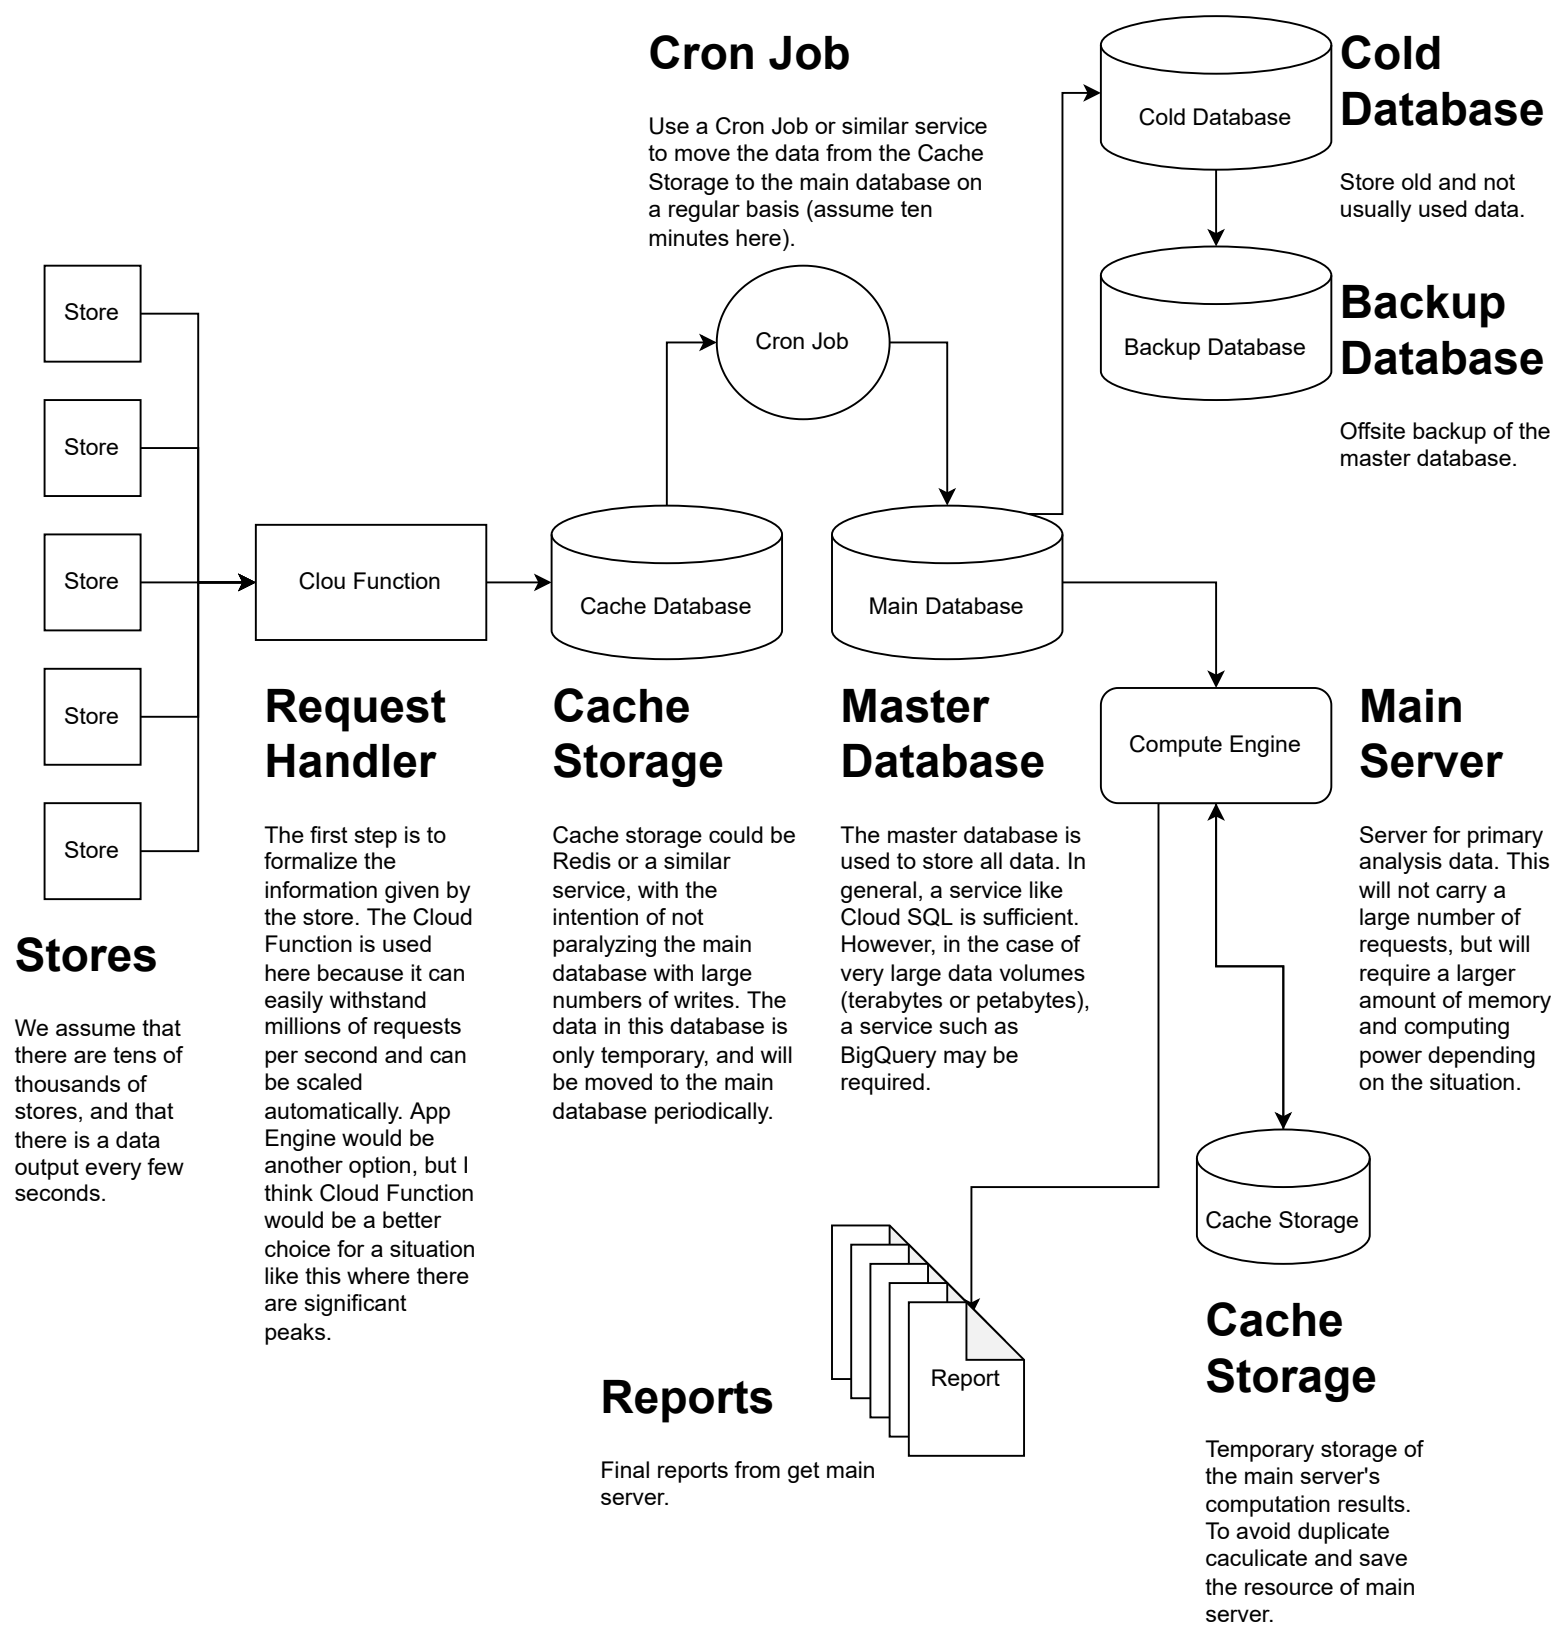 Cron Job
Use a Cron Job or similar service
to move the data from the Cache
Storage to the main database on
a regular basis (assume ten
minutes here).
Cold Database
Cold
Database
Store old and not
usually used data.
Backup Database
Backup
Database
Offsite backup of the
master database.
Cron Job
Store
Store
Store
Store
Store
Stores
We assume that
there are tens of
thousands of
stores, and that
there is a data
output every few
seconds.
Clou Function
Request
Handler
The first step is to
formalize the
information given by
the store. The Cloud
Function is used
here because it can
easily withstand
millions of requests
per second and can
be scaled
automatically. App
Engine would be
another option, but I
think Cloud Function
would be a better
choice for a situation
like this where there
are significant
peaks.
Cache Database
Cache
Storage
Cache storage could be
Redis or a similar
service, with the
intention of not
paralyzing the main
database with large
numbers of writes. The
data in this database is
only temporary, and will
be moved to the main
database periodically.
Main Database
Master
Database
The master database is
used to store all data. In
general, a service like
Cloud SQL is sufficient.
However, in the case of
very large data volumes
(terabytes or petabytes),
a service such as
BigQuery may be
required.
Compute Engine
Main
Server
Server for primary
analysis data. This
will not carry a
large number of
requests, but will
require a larger
amount of memory
and computing
power depending
on the situation.
Cache Storage
Cache
Storage
Temporary storage of
the main server's
computation results.
To avoid duplicate
caculicate and save
the resource of main
server.
Report
Reports
Final reports from get main
server.